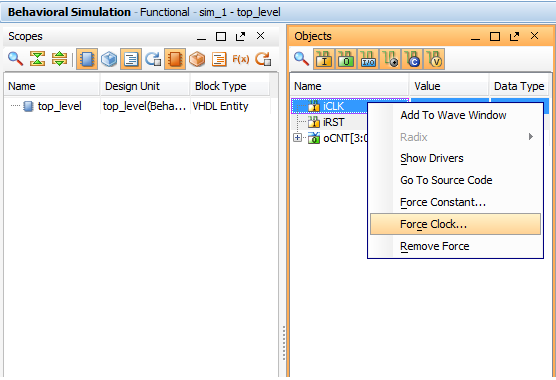 Behavioral Simulation - Functional - sim_1 - top_level
Scopes
F(x)
Name Design Unit Block Type
top_level top_level(Beha... VHDL Entity
Objects
I O I/O C V
Name Value Data Type
iCLK
iRST
oCNT[3:0
Add To Wave Window
Radix
Show Drivers
Go To Source Code
Force Constant...
Force Clock...
Remove Force